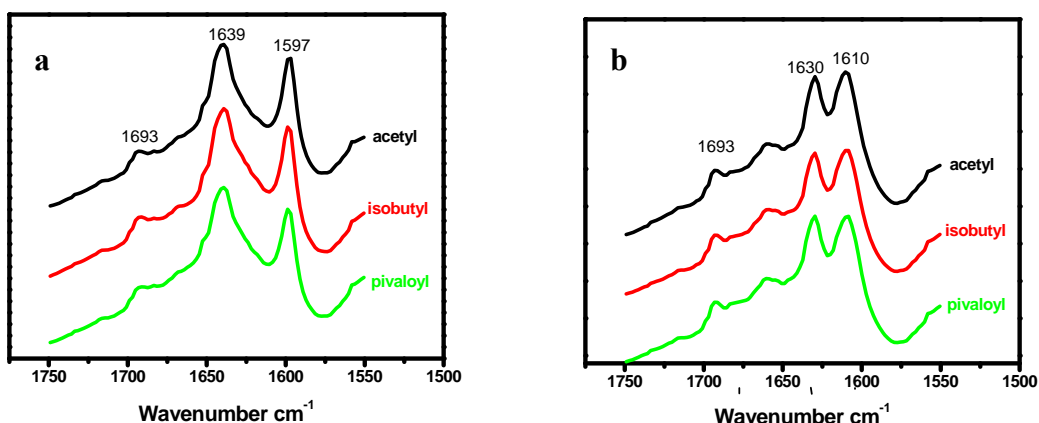 a
1639
1597
1693
acetyl
isobutyl
pivaloyl
1750 1700 1650 1600 1550 1500
Wavenumber cm-1
b
1630 1610
1693
acetyl
isobutyl
pivaloyl
1750 1700 1650 1600 1550 1500
Wavenumber cm-1